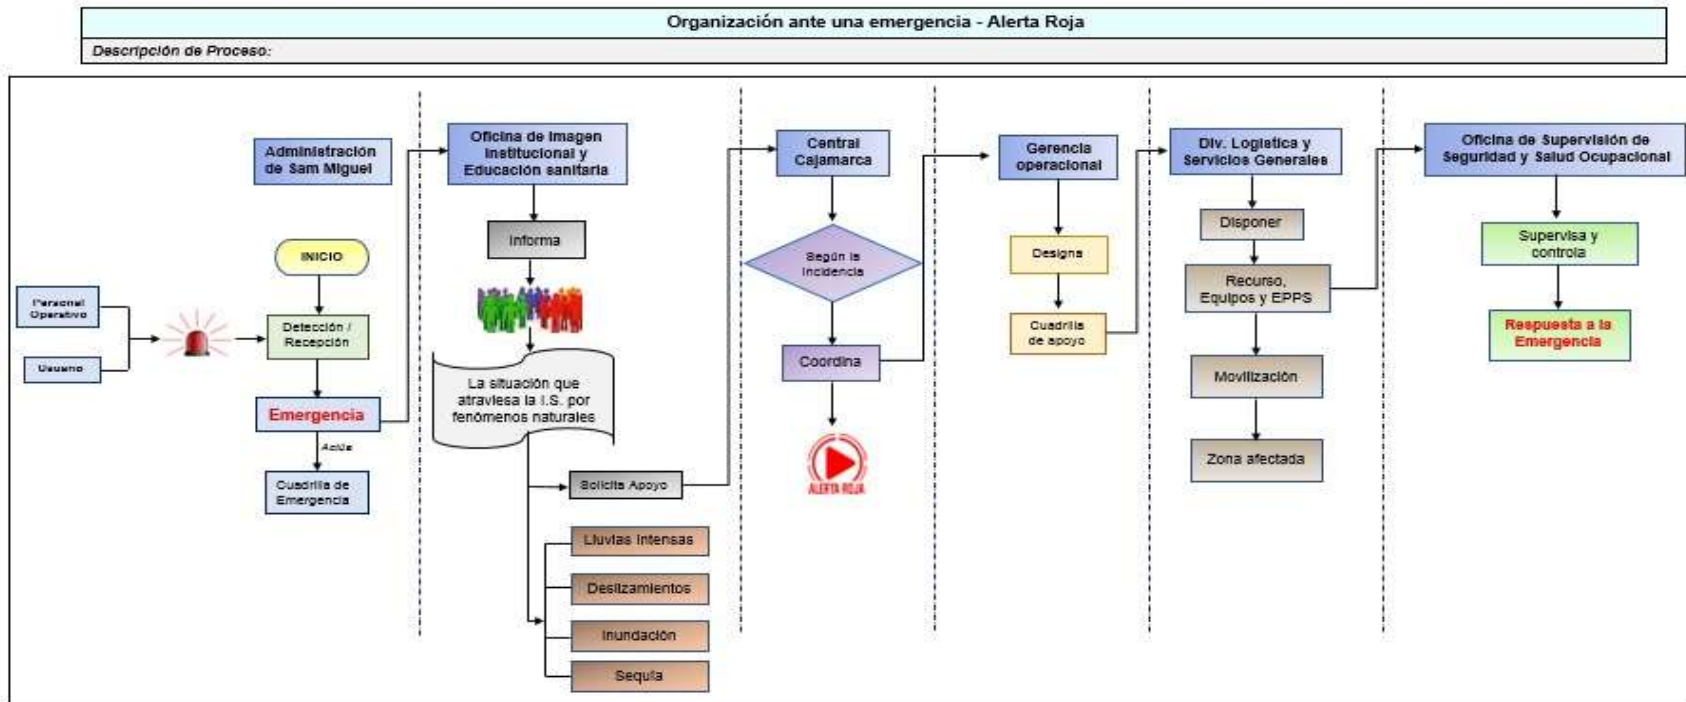 Organización ante una emergencia - Alerta Roja
Descripción de Proceso:
Administración
de Sam Miguel
INICIO
Personal
Operativo
Usuario
Detección /
Recepción
Emergencia
Actúa
Cuadrilla de
Emergencia
Oficina de Imagen
Institucional y
Educación sanitaria
Informa
La situación que
atraviesa la I.S. por
fenómenos naturales
Solicita Apoyo
Lluvias Intensas
Deslizamientos
Inundación
Sequía
Central
Cajamarca
Según la
Incidencia
Coordina
ALERTA ROJA
Gerencia
operacional
Designa
Cuadrilla
de apoyo
Div. Logística y
Servicios Generales
Disponer
Recurso,
Equipos y EPPS
Movilización
Zona afectada
Oficina de Supervisión de
Seguridad y Salud Ocupacional
Supervisa y
controla
Respuesta a la
Emergencia